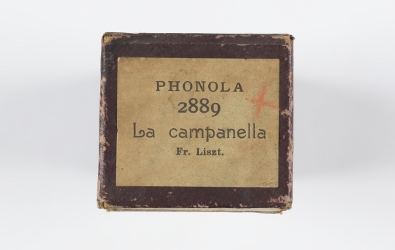 PHONOLA
2889
La campanella
Fr. Liszt.